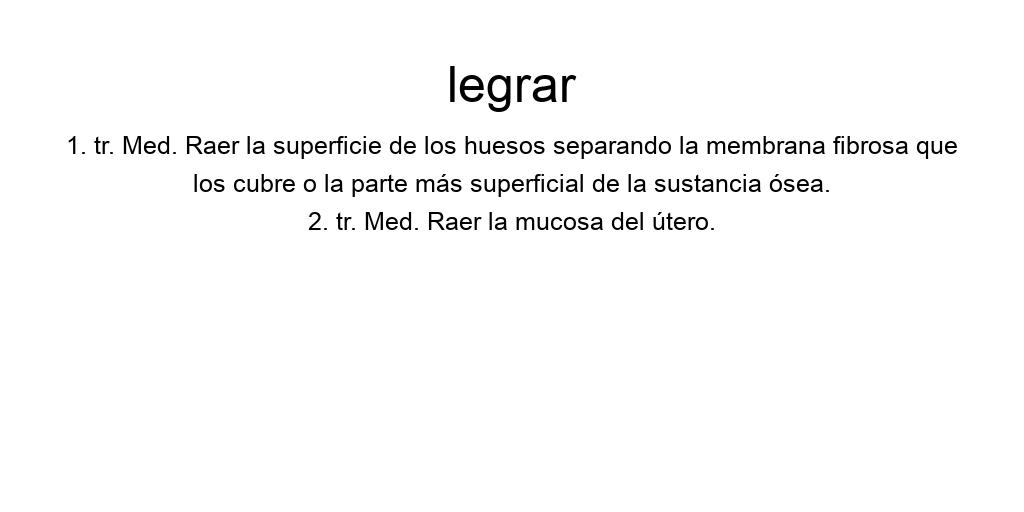 legrar
1. tr. Med. Raer la superficie de los huesos separando la membrana fibrosa que
los cubre o la parte más superficial de la sustancia ósea.
2. tr. Med. Raer la mucosa del útero.